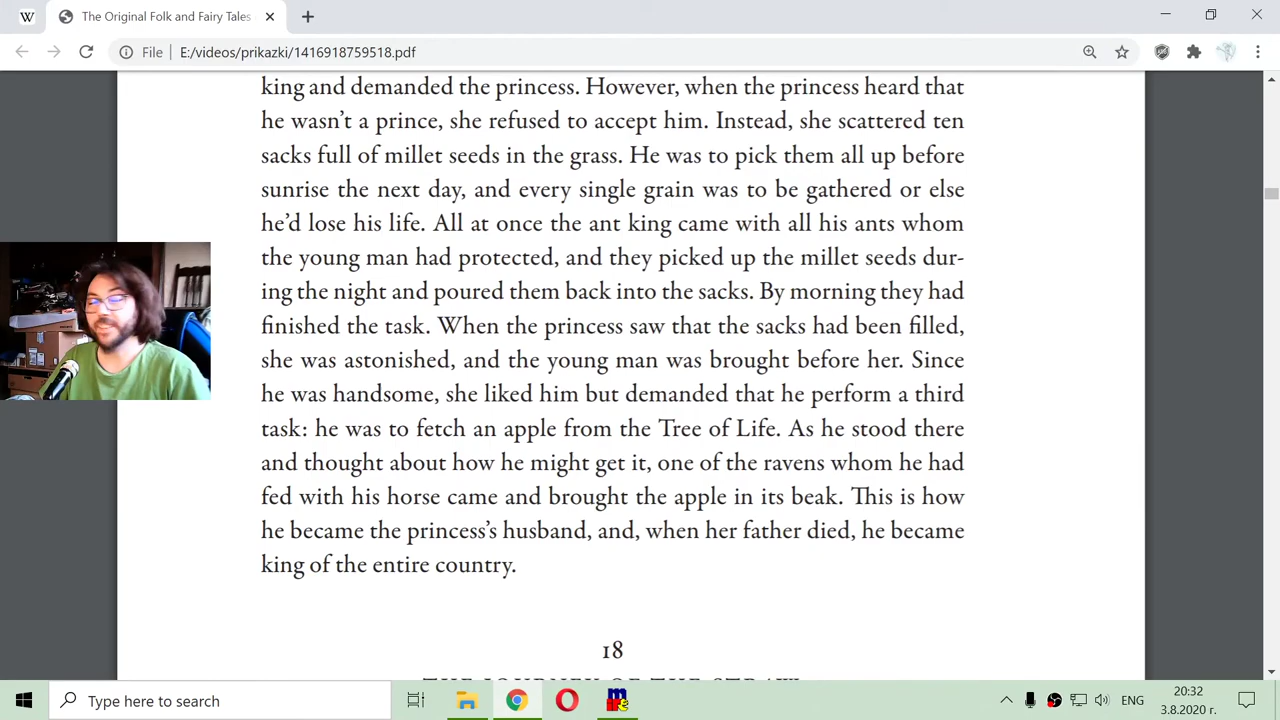 The Original Folk and Fairy Tales
File
E:/videos/prikazki/1416918759518.pdf
king and demanded the princess. However, when the princess heard that
he wasn’t a prince, she refused to accept him. Instead, she scattered ten
sacks full of millet seeds in the grass. He was to pick them all up before
sunrise the next day, and every single grain was to be gathered or else
he’d lose his life. All at once the ant king came with all his ants whom
the young man had protected, and they picked up the millet seeds dur-
ing the night and poured them back into the sacks. By morning they had
finished the task. When the princess saw that the sacks had been filled,
she was astonished, and the young man was brought before her. Since
he was handsome, she liked him but demanded that he perform a third
task: he was to fetch an apple from the Tree of Life. As he stood there
and thought about how he might get it, one of the ravens whom he had
fed with his horse came and brought the apple in its beak. This is how
he became the princess’s husband, and, when her father died, he became
king of the entire country.
18
THE JOURNEY OF THE STRAW
Type here to search
ЕНГ
20:32
3.8.2020 г.